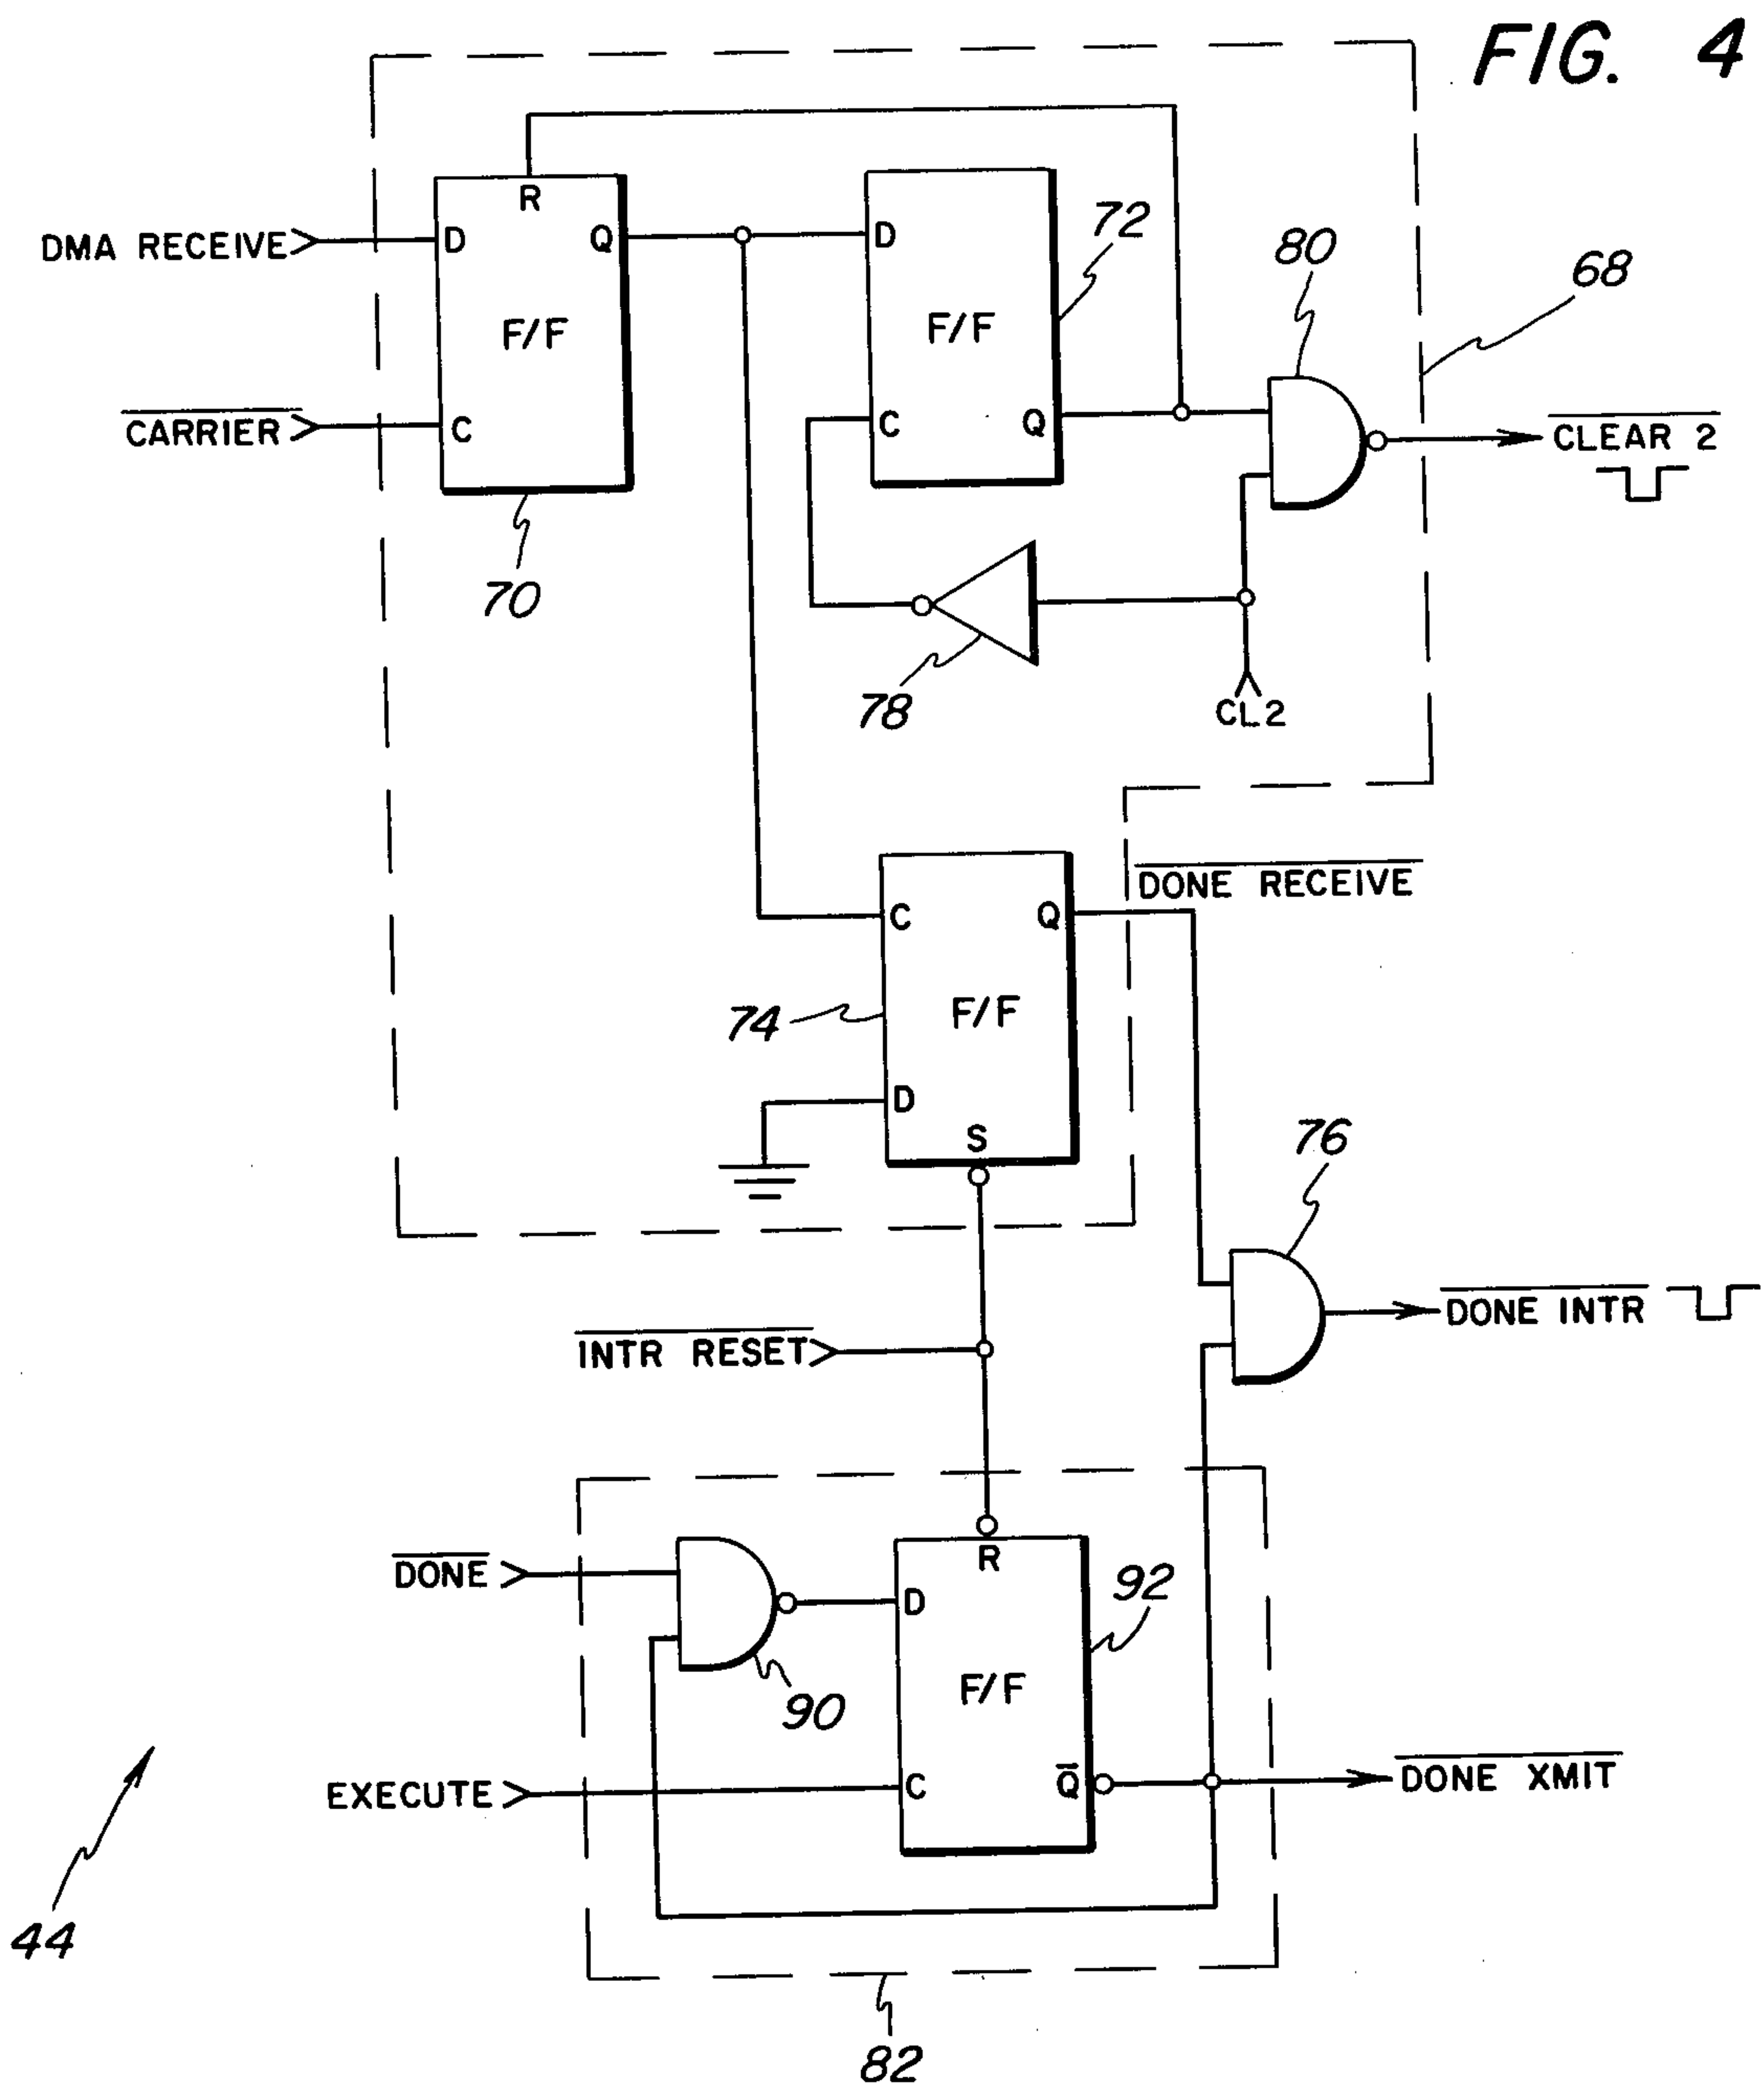 FIG. 4
R
DMA RECEIVE
D
Q
D
72
80
68
F/F
F/F
CARRIER
C
C
Q
CLEAR 2
70
78
CL2
DONE RECEIVE
C
Q
74
F/F
D
S
76
INTR RESET
DONE INTR
DONE
R
D
92
90
F/F
EXECUTE
C
Q̅
DONE XMIT
44
82